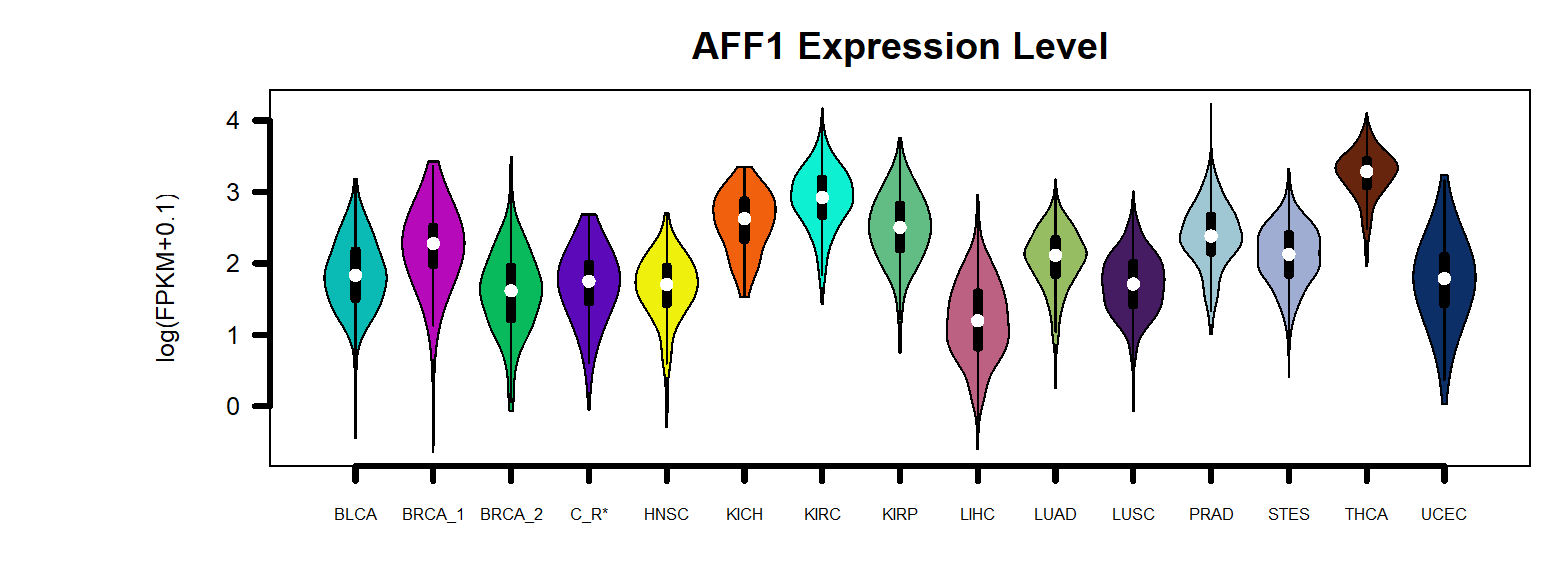 AFF1 Expression Level
log(FPKM+0.1)
4
3
2
1
0
BLCA BRCA_1 BRCA_2 C_R* HNSC KICH KIRC KIRP LIHC LUAD LUSC PRAD STES THCA UCEC